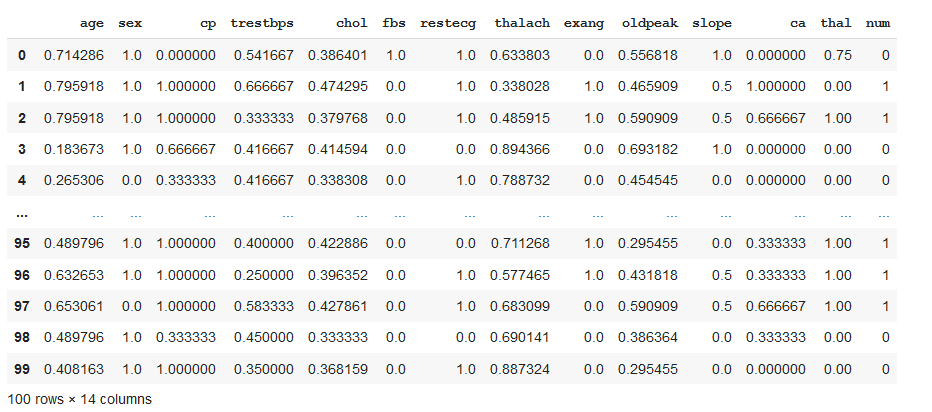 age sex cp trestbps chol fbs restecg thalach exang oldpeak slope ca thal num
0 0.714286 1.0 0.000000 0.541667 0.386401 1.0 1.0 0.633803 0.0 0.556818 1.0 0.000000 0.75 0
1 0.795918 1.0 1.000000 0.666667 0.474295 0.0 1.0 0.338028 1.0 0.465909 0.5 1.000000 0.00 1
2 0.795918 1.0 1.000000 0.333333 0.379768 0.0 1.0 0.485915 1.0 0.590909 0.5 0.666667 1.00 1
3 0.183673 1.0 0.666667 0.416667 0.414594 0.0 0.0 0.894366 0.0 0.693182 1.0 0.000000 0.00 0
4 0.265306 0.0 0.333333 0.416667 0.338308 0.0 1.0 0.788732 0.0 0.454545 0.0 0.000000 0.00 0
... ... ... ... ... ... ... ... ... ... ... ... ... ... ...
95 0.489796 1.0 1.000000 0.400000 0.422886 0.0 0.0 0.711268 1.0 0.295455 0.0 0.333333 1.00 1
96 0.632653 1.0 1.000000 0.250000 0.396352 0.0 1.0 0.577465 1.0 0.431818 0.5 0.333333 1.00 1
97 0.653061 0.0 1.000000 0.583333 0.427861 0.0 1.0 0.683099 0.0 0.590909 0.5 0.666667 1.00 1
98 0.489796 1.0 0.333333 0.450000 0.333333 0.0 0.0 0.690141 0.0 0.386364 0.0 0.333333 0.00 0
99 0.408163 1.0 1.000000 0.350000 0.368159 0.0 1.0 0.887324 0.0 0.295455 0.0 0.000000 0.00 0
100 rows × 14 columns